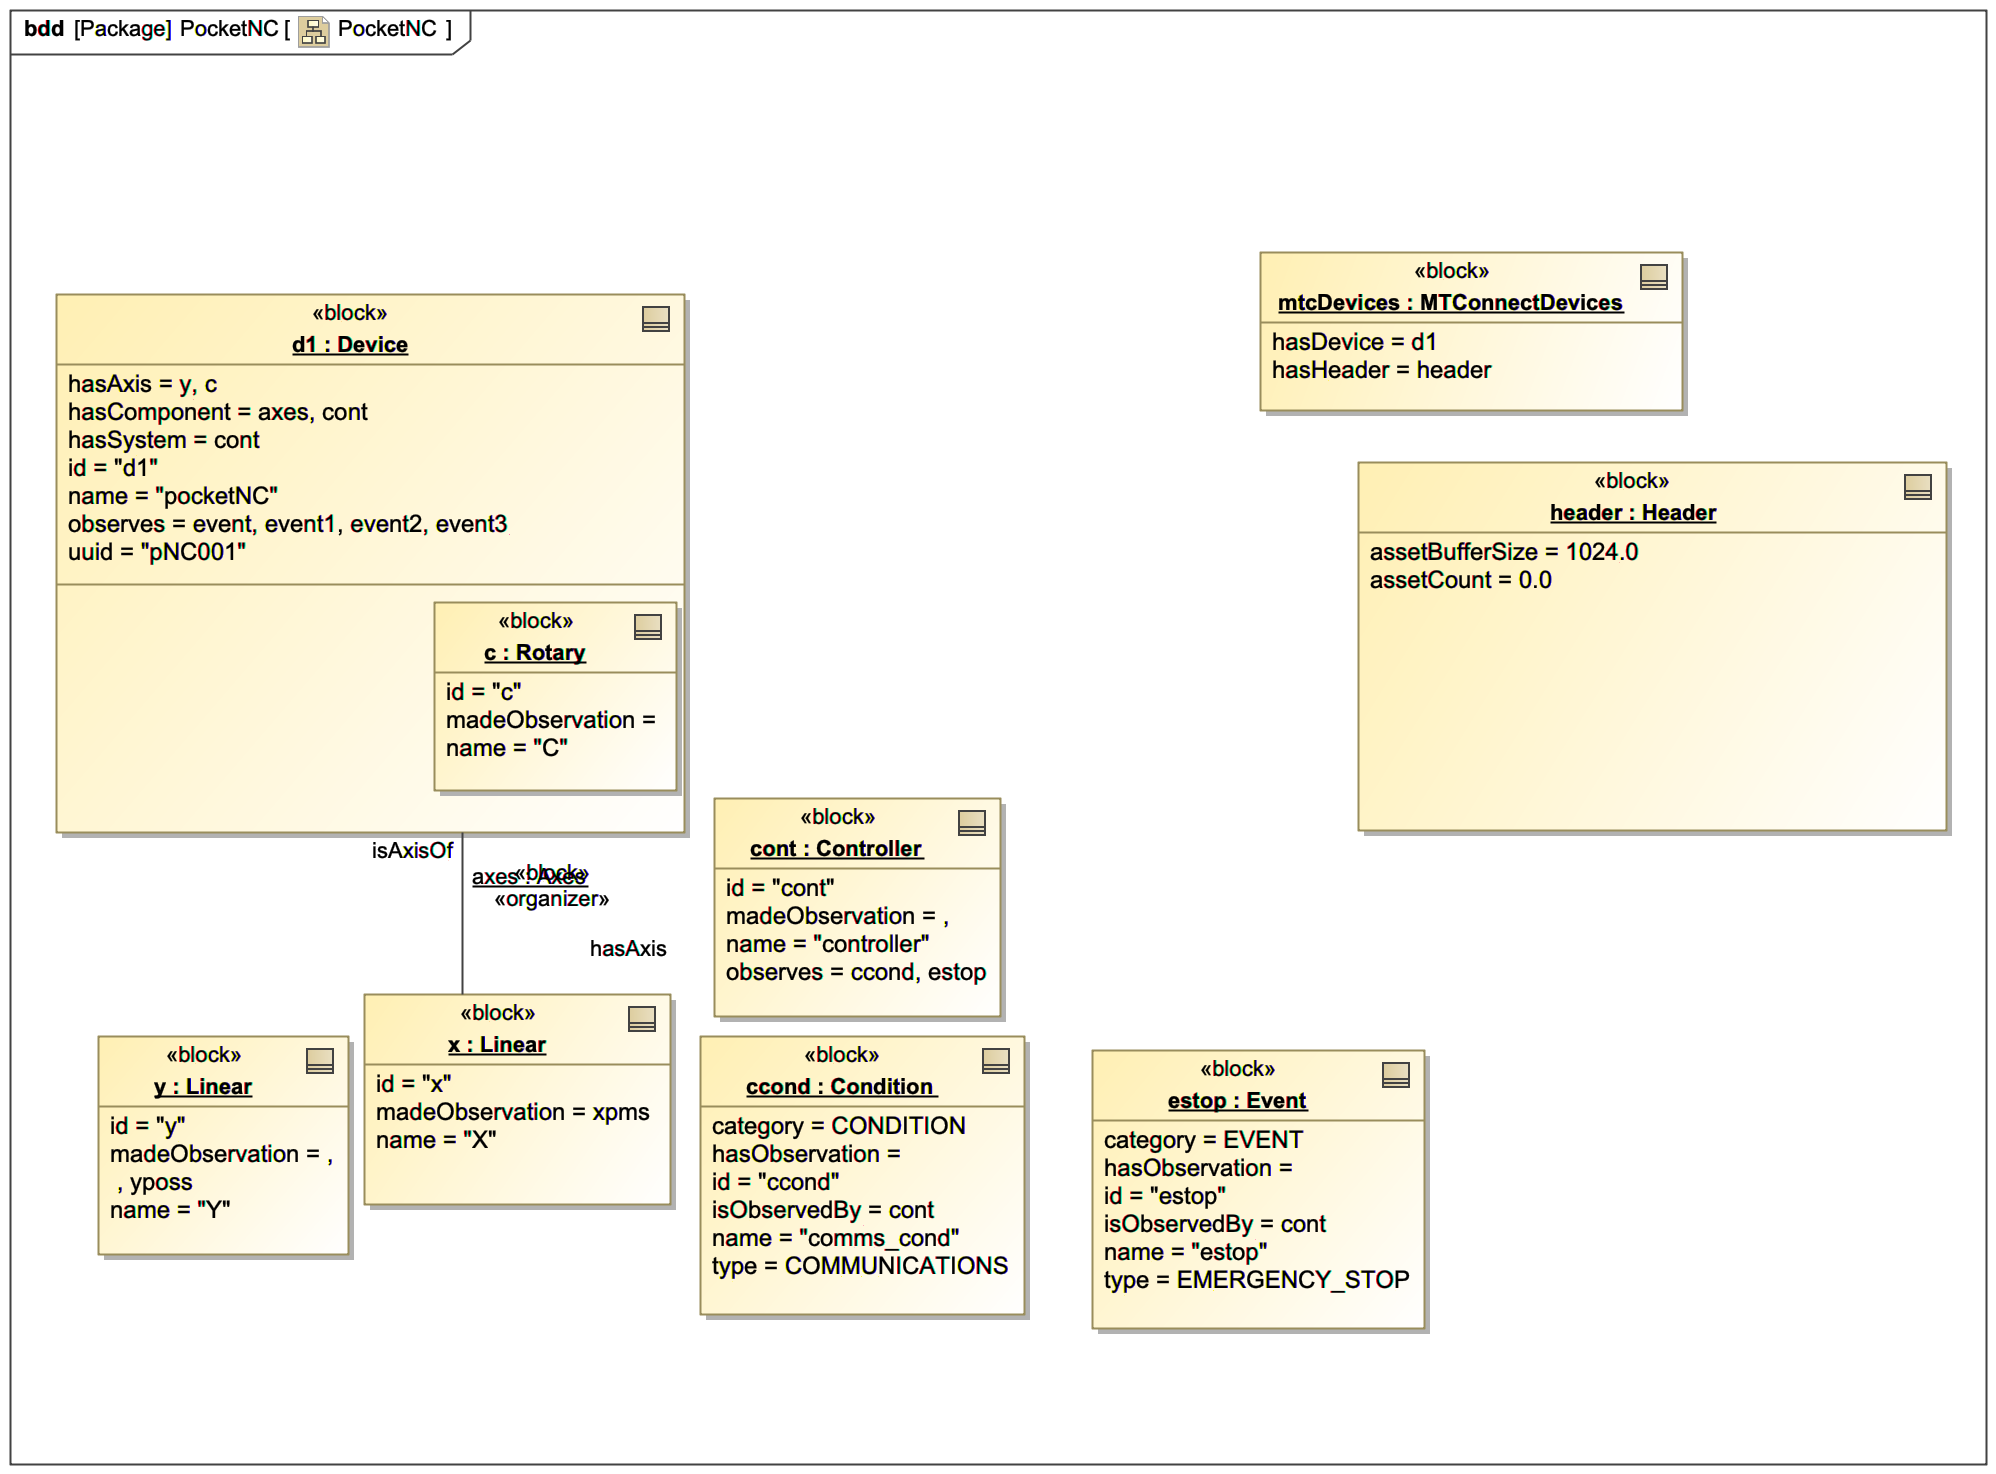 bdd [Package] PocketNC [ PocketNC ]
«block»
d1 : Device
hasAxis = y, c
hasComponent = axes, cont
hasSystem = cont
id = "d1"
name = "pocketNC"
observes = event, event1, event2, event3
uuid = "pNC001"
«block»
c : Rotary
id = "c"
madeObservation =
name = "C"
«block»
mtcDevices : MTConnectDevices
hasDevice = d1
hasHeader = header
«block»
header : Header
assetBufferSize = 1024.0
assetCount = 0.0
isAxisOf
«block»
axes : Axes
«organizer»
hasAxis
«block»
cont : Controller
id = "cont"
madeObservation = ,
name = "controller"
observes = ccond, estop
«block»
y : Linear
id = "y"
madeObservation = ,
, yposs
name = "Y"
«block»
x : Linear
id = "x"
madeObservation = xpms
name = "X"
«block»
ccond : Condition
category = CONDITION
hasObservation =
id = "ccond"
isObservedBy = cont
name = "comms_cond"
type = COMMUNICATIONS
«block»
estop : Event
category = EVENT
hasObservation =
id = "estop"
isObservedBy = cont
name = "estop"
type = EMERGENCY_STOP